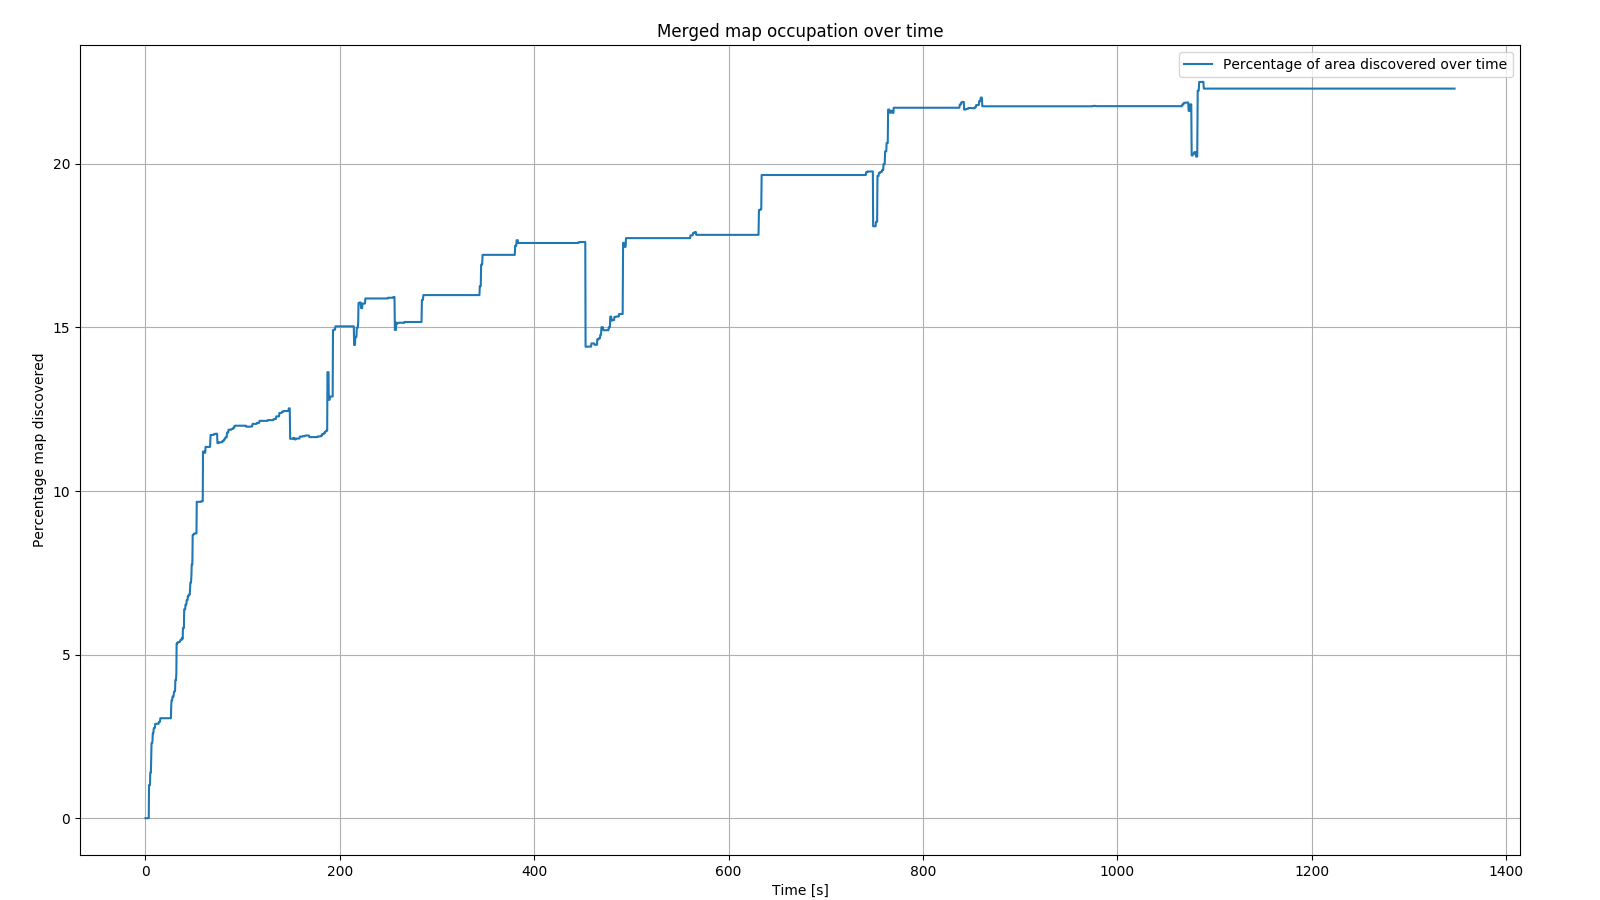 Merged map occupation over time
Percentage of area discovered over time
Percentage map discovered
20
15
10
5
0
0 200 400 600 800 1000 1200 1400
Time [s]